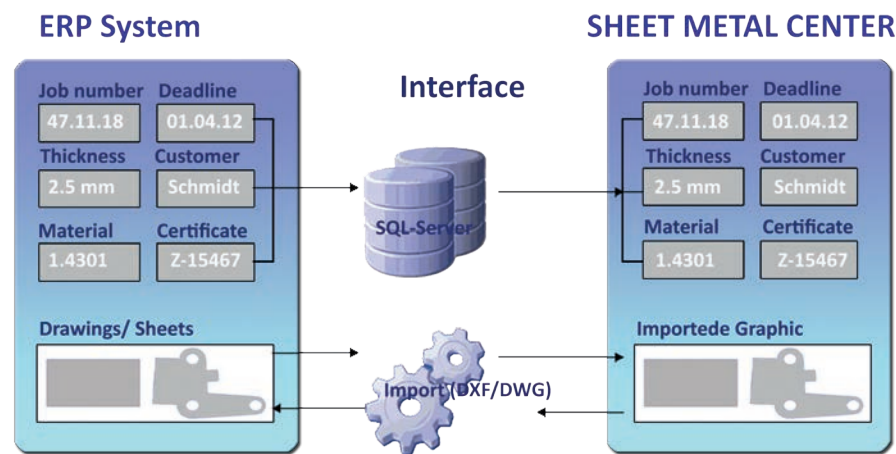 ERP System
SHEET METAL CENTER
Interface
Job number Deadline
47.11.18 01.04.12
Thickness Customer
2.5 mm Schmidt
Material Certificate
1.4301 Z-15467
Drawings/ Sheets
SQL-Server
Import (DXF/DWG)
Job number Deadline
47.11.18 01.04.12
Thickness Customer
2.5 mm Schmidt
Material Certificate
1.4301 Z-15467
Importede Graphic